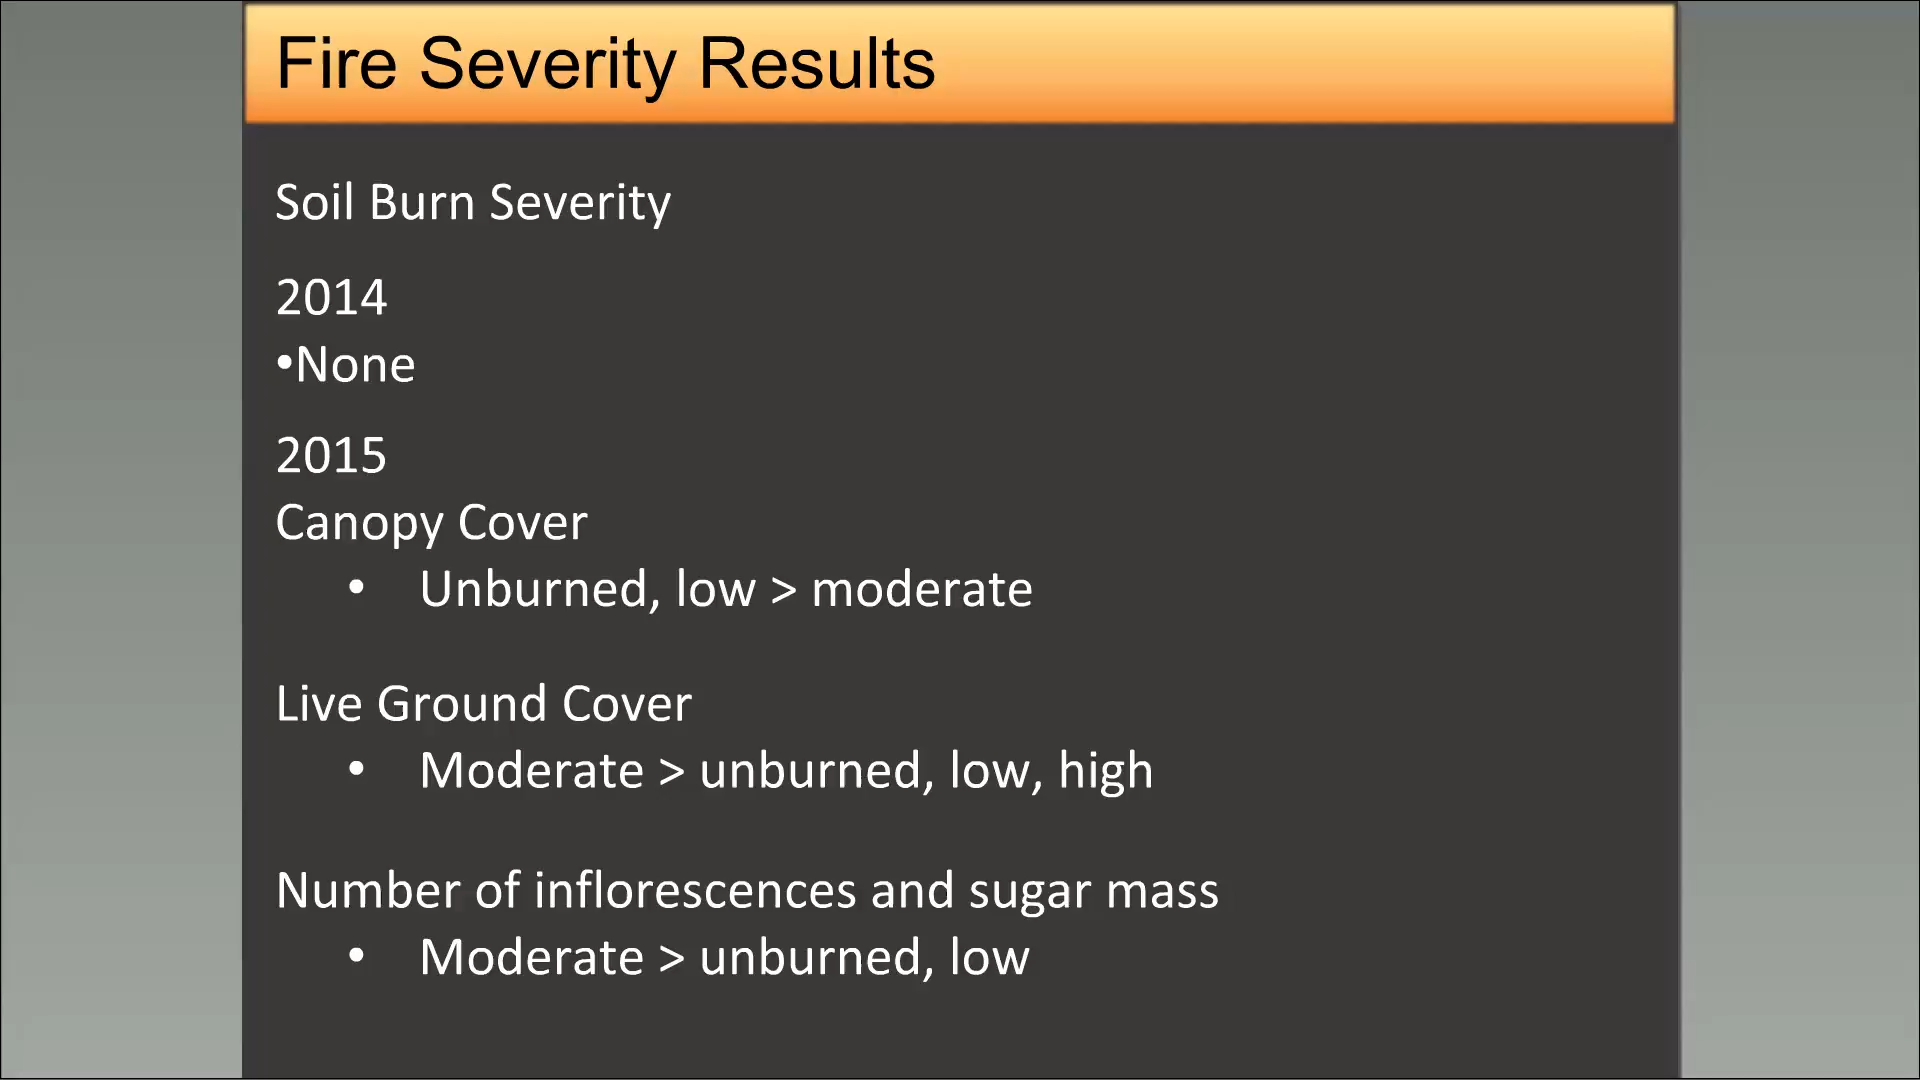 Fire Severity Results
Soil Burn Severity
2014
•None
2015
Canopy Cover
• Unburned, low > moderate
Live Ground Cover
• Moderate > unburned, low, high
Number of inflorescences and sugar mass
• Moderate > unburned, low